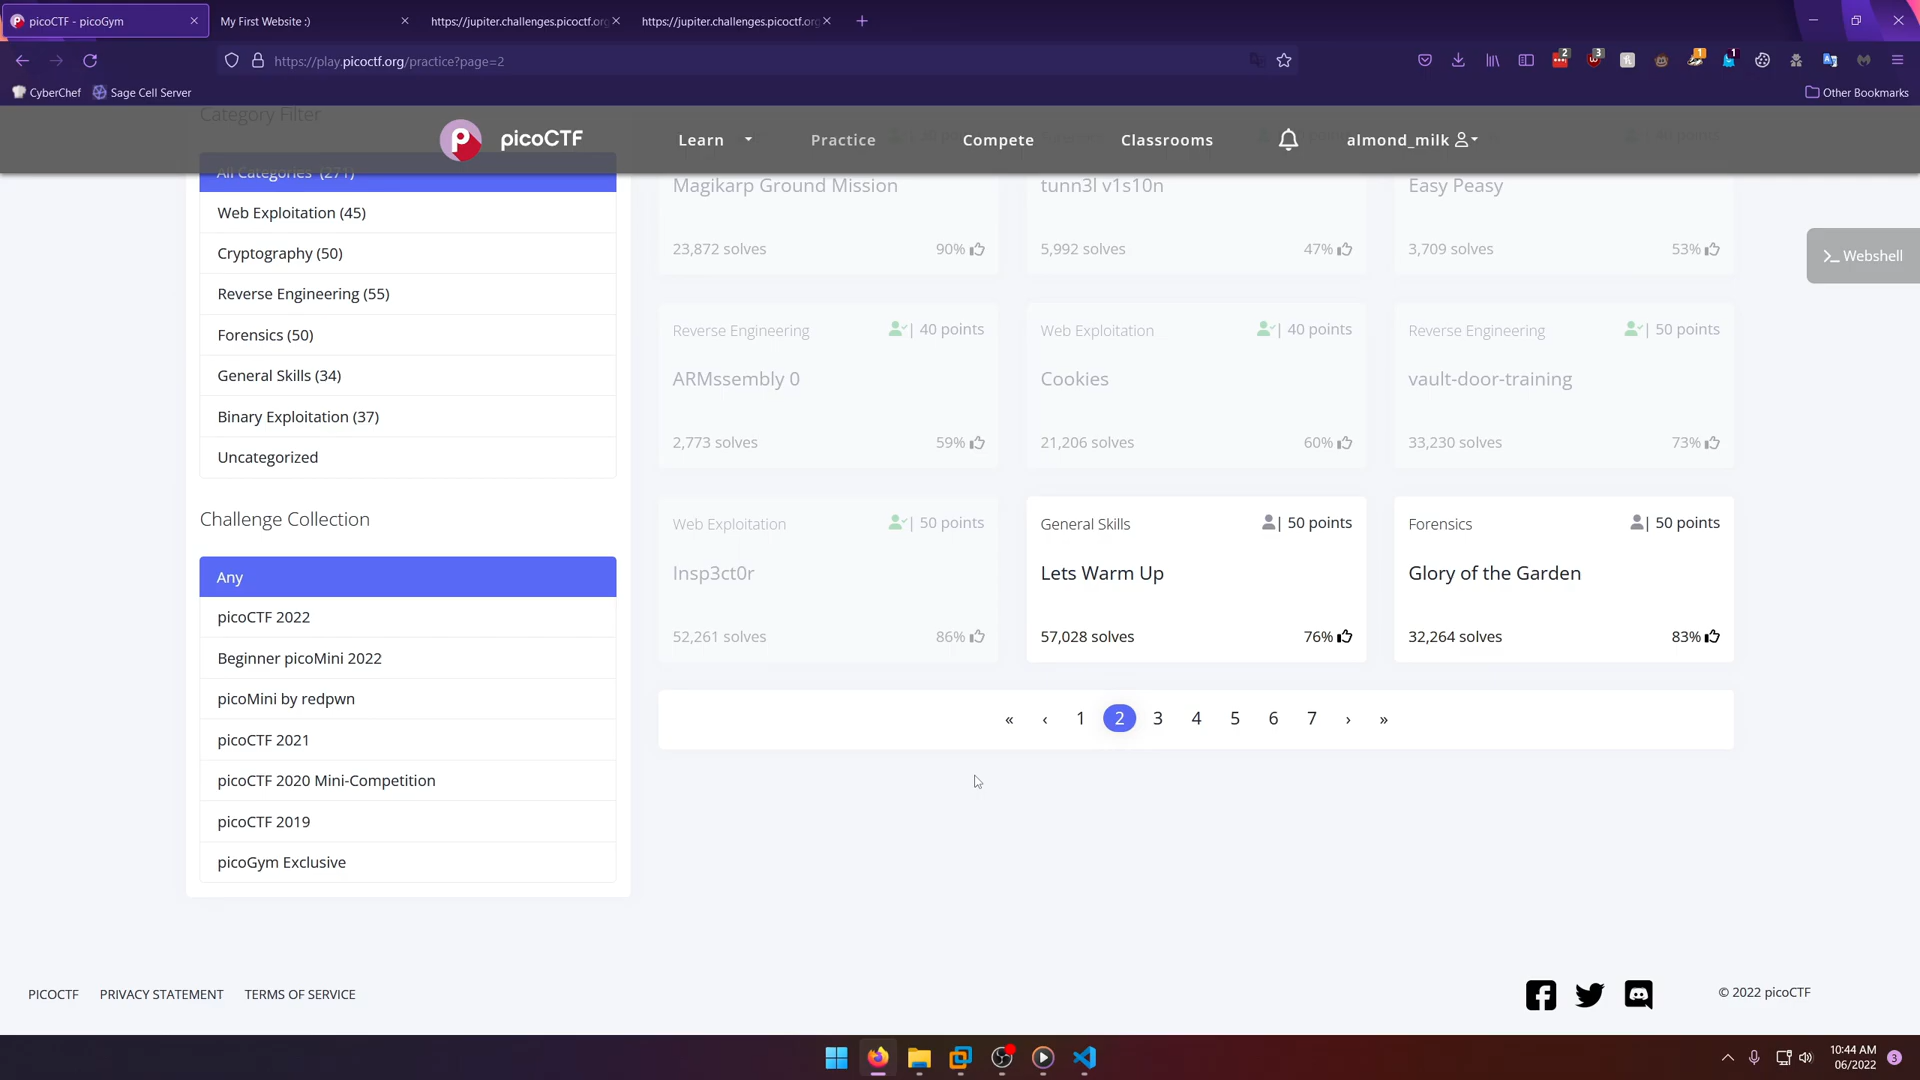 picoCTF - picoGym
My First Website :)
https://jupiter.challenges.picoctf.org
https://jupiter.challenges.picoctf.org
https://play.picoctf.org/practice?page=2
2
3
1
1
CyberChef
Sage Cell Server
Other Bookmarks
Category Filter
picoCTF
Learn
Practice
Compete
Classrooms
almond_milk
All Categories (271)
Web Exploitation (45)
Cryptography (50)
Reverse Engineering (55)
Forensics (50)
General Skills (34)
Binary Exploitation (37)
Uncategorized
Challenge Collection
Any
picoCTF 2022
Beginner picoMini 2022
picoMini by redpwn
picoCTF 2021
picoCTF 2020 Mini-Competition
picoCTF 2019
picoGym Exclusive
Magikarp Ground Mission
23,872 solves 90%
tunn3l v1s10n
5,992 solves 47%
Easy Peasy
3,709 solves 53%
>_ Webshell
Reverse Engineering | 40 points
ARMssembly 0
2,773 solves 59%
Web Exploitation | 40 points
Cookies
21,206 solves 60%
Reverse Engineering | 50 points
vault-door-training
33,230 solves 73%
Web Exploitation | 50 points
Insp3ct0r
52,261 solves 86%
General Skills | 50 points
Lets Warm Up
57,028 solves 76%
Forensics | 50 points
Glory of the Garden
32,264 solves 83%
« ‹ 1 2 3 4 5 6 7 › »
PICOCTF PRIVACY STATEMENT TERMS OF SERVICE
© 2022 picoCTF
10:44 AM
06/2022
3